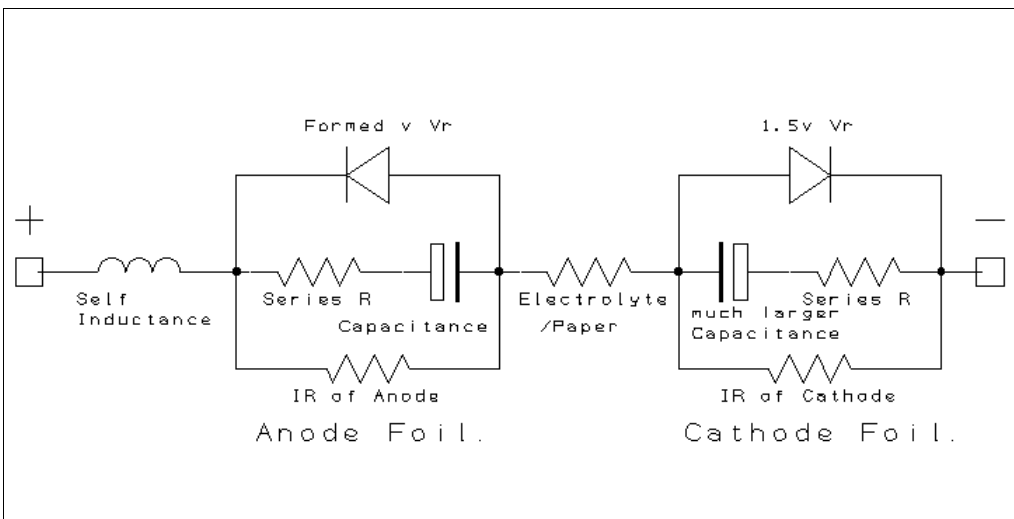 Formed v Vr
1.5v Vr
+
−
Self
Inductance
Series R
Capacitance
Electrolyte
/Paper
much larger
Capacitance
Series R
IR of Anode
IR of Cathode
Anode Foil.
Cathode Foil.